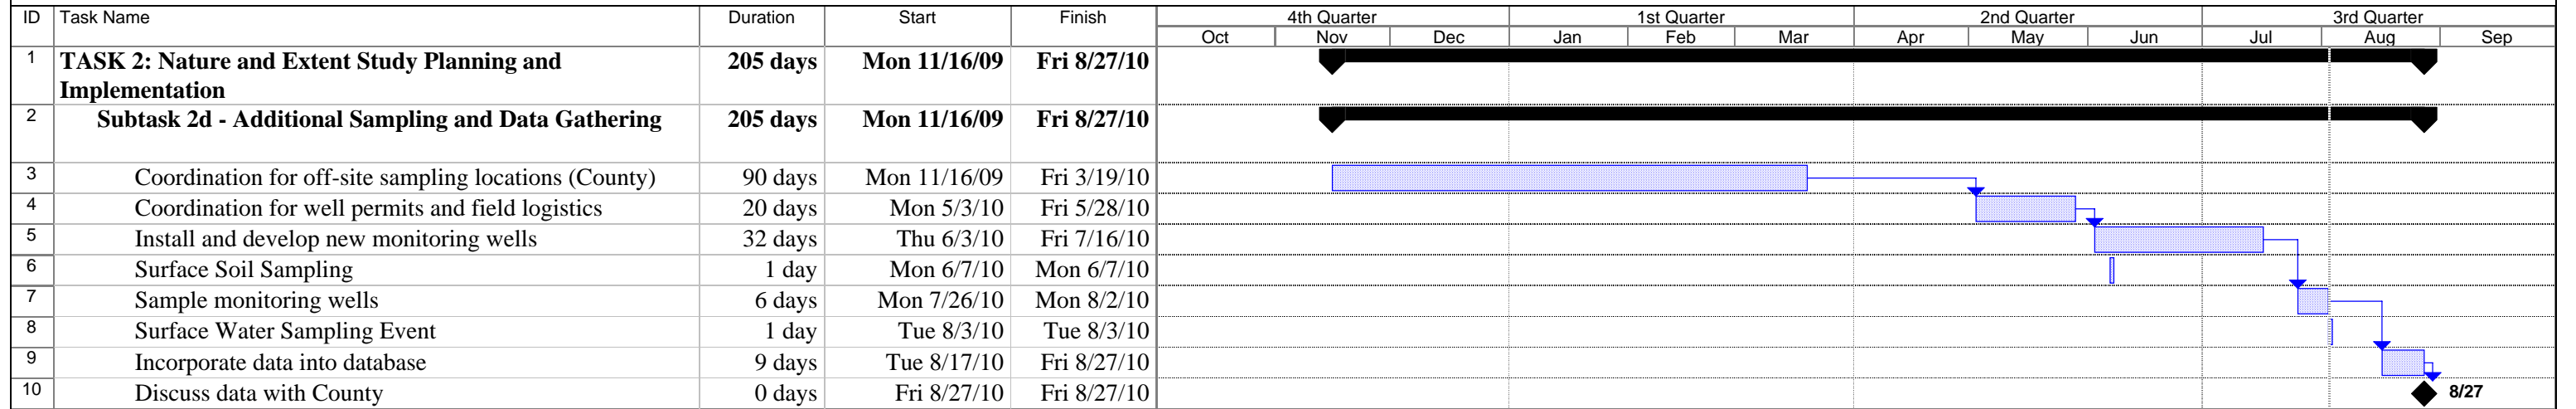 ID Task Name Duration Start Finish 4th Quarter 1st Quarter 2nd Quarter 3rd Quarter
Oct Nov Dec Jan Feb Mar Apr May Jun Jul Aug Sep
1 TASK 2: Nature and Extent Study Planning and 205 days Mon 11/16/09 Fri 8/27/10
Implementation
2 Subtask 2d - Additional Sampling and Data Gathering 205 days Mon 11/16/09 Fri 8/27/10
3 Coordination for off-site sampling locations (County) 90 days Mon 11/16/09 Fri 3/19/10
4 Coordination for well permits and field logistics 20 days Mon 5/3/10 Fri 5/28/10
5 Install and develop new monitoring wells 32 days Thu 6/3/10 Fri 7/16/10
6 Surface Soil Sampling 1 day Mon 6/7/10 Mon 6/7/10
7 Sample monitoring wells 6 days Mon 7/26/10 Mon 8/2/10
8 Surface Water Sampling Event 1 day Tue 8/3/10 Tue 8/3/10
9 Incorporate data into database 9 days Tue 8/17/10 Fri 8/27/10
10 Discuss data with County 0 days Fri 8/27/10 Fri 8/27/10 8/27